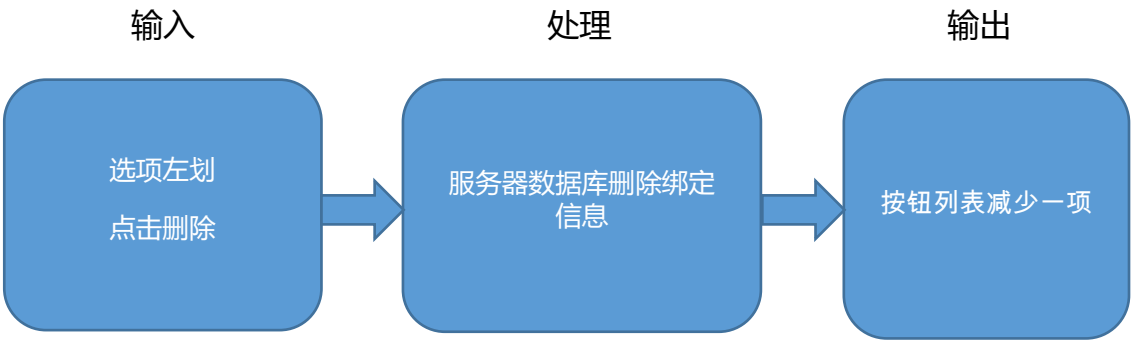 输入
处理
输出
选项左划
点击删除
服务器数据库删除绑定
信息
按钮列表减少一项